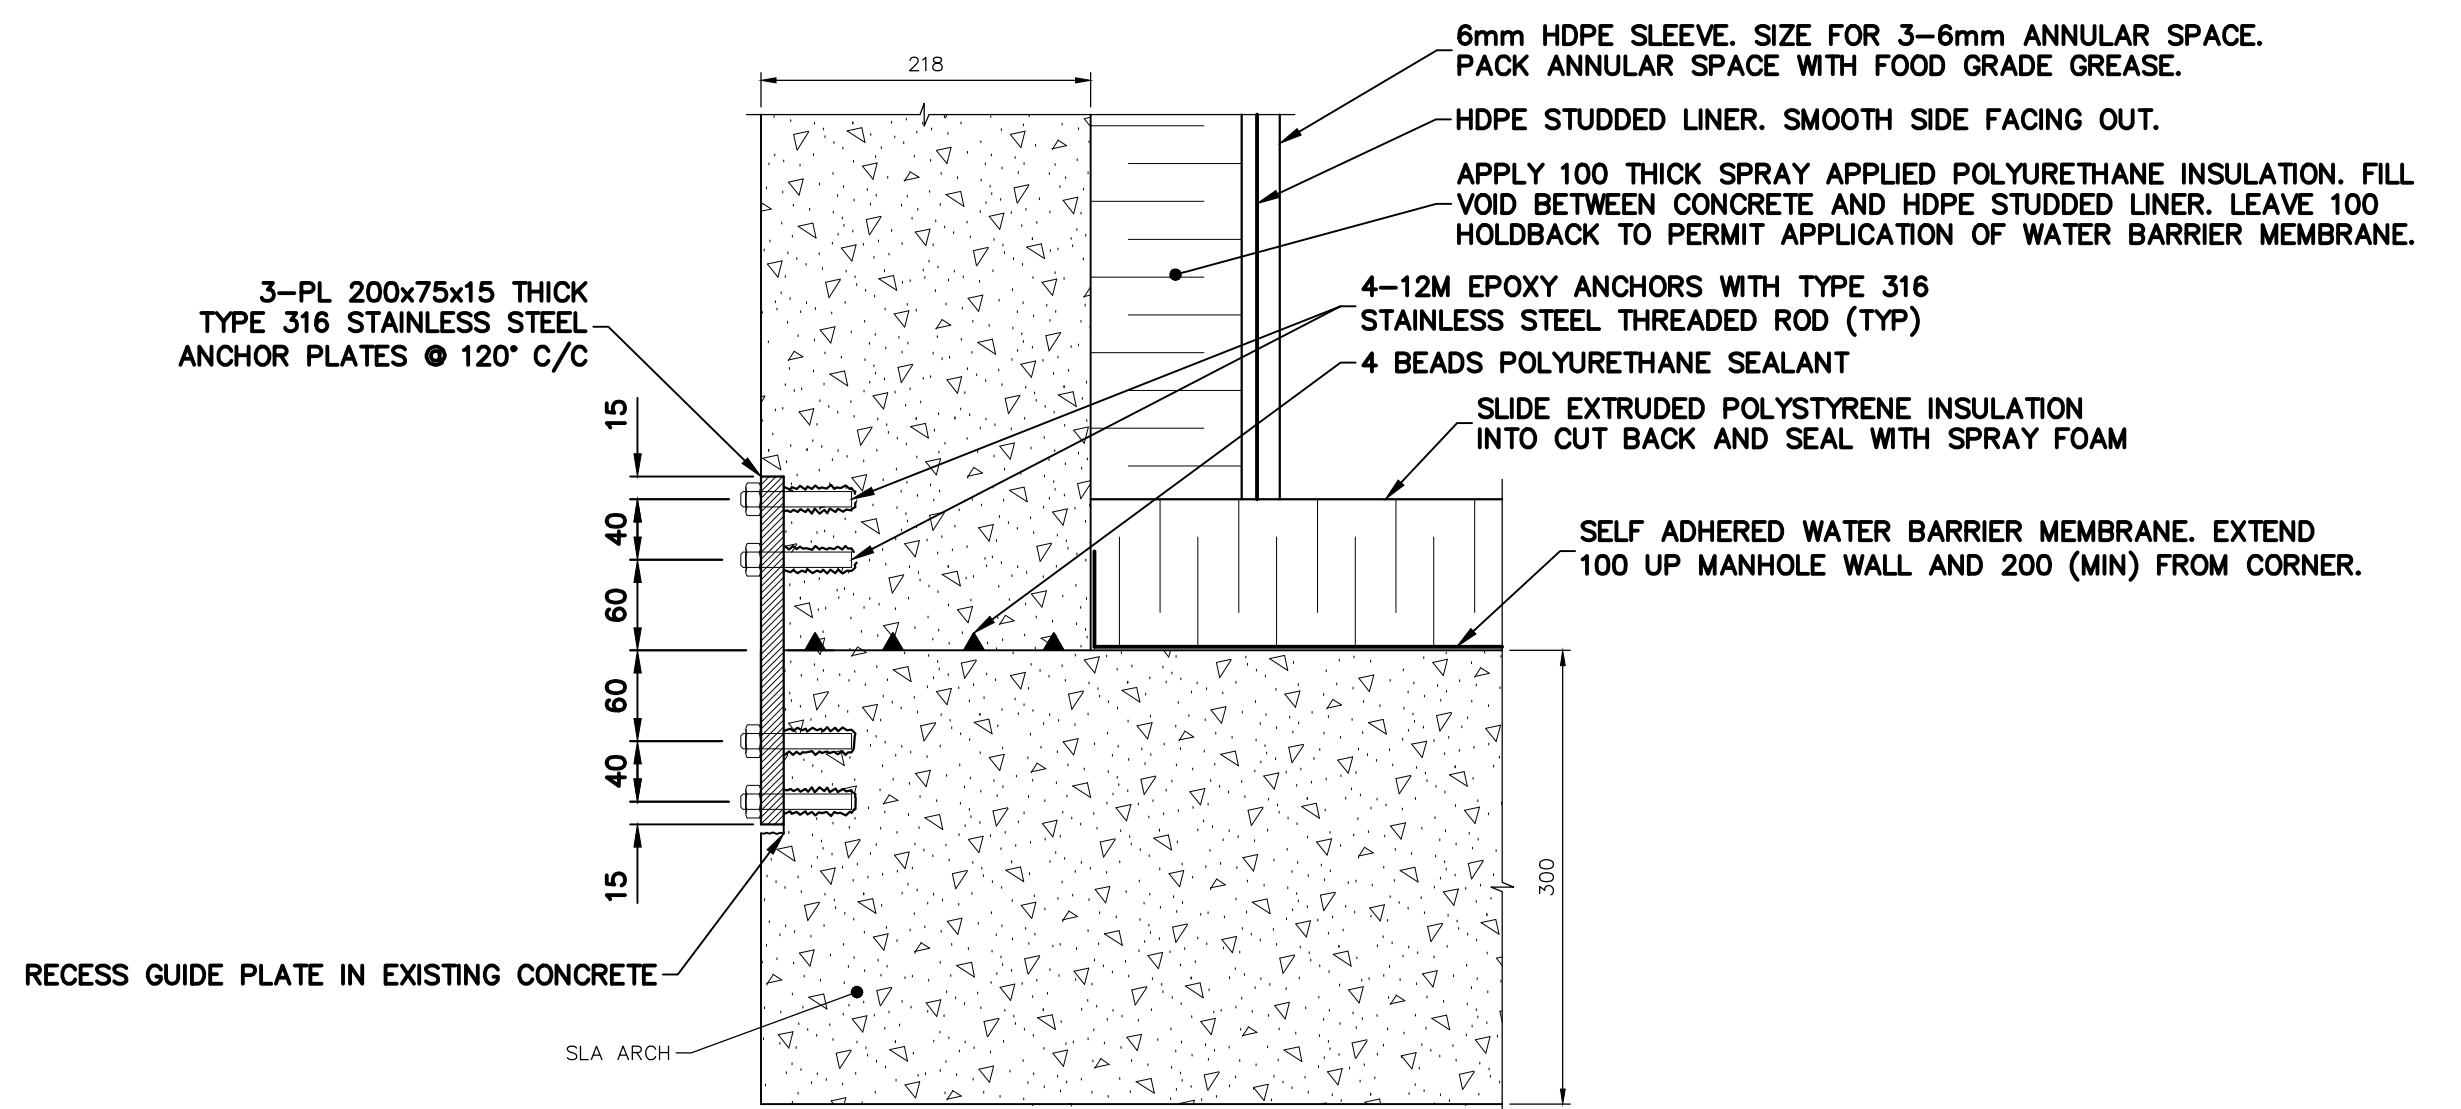 218
6mm HDPE SLEEVE. SIZE FOR 3-6mm ANNULAR SPACE.
PACK ANNULAR SPACE WITH FOOD GRADE GREASE.
HDPE STUDDED LINER. SMOOTH SIDE FACING OUT.
APPLY 100 THICK SPRAY APPLIED POLYURETHANE INSULATION. FILL
VOID BETWEEN CONCRETE AND HDPE STUDDED LINER. LEAVE 100
HOLDBACK TO PERMIT APPLICATION OF WATER BARRIER MEMBRANE.
3-PL 200x75x15 THICK
TYPE 316 STAINLESS STEEL
ANCHOR PLATES @ 120° C/C
4-12M EPOXY ANCHORS WITH TYPE 316
STAINLESS STEEL THREADED ROD (TYP)
4 BEADS POLYURETHANE SEALANT
SLIDE EXTRUDED POLYSTYRENE INSULATION
INTO CUT BACK AND SEAL WITH SPRAY FOAM
SELF ADHERED WATER BARRIER MEMBRANE. EXTEND
100 UP MANHOLE WALL AND 200 (MIN) FROM CORNER.
15
40
60
60
40
15
300
RECESS GUIDE PLATE IN EXISTING CONCRETE
SLA ARCH